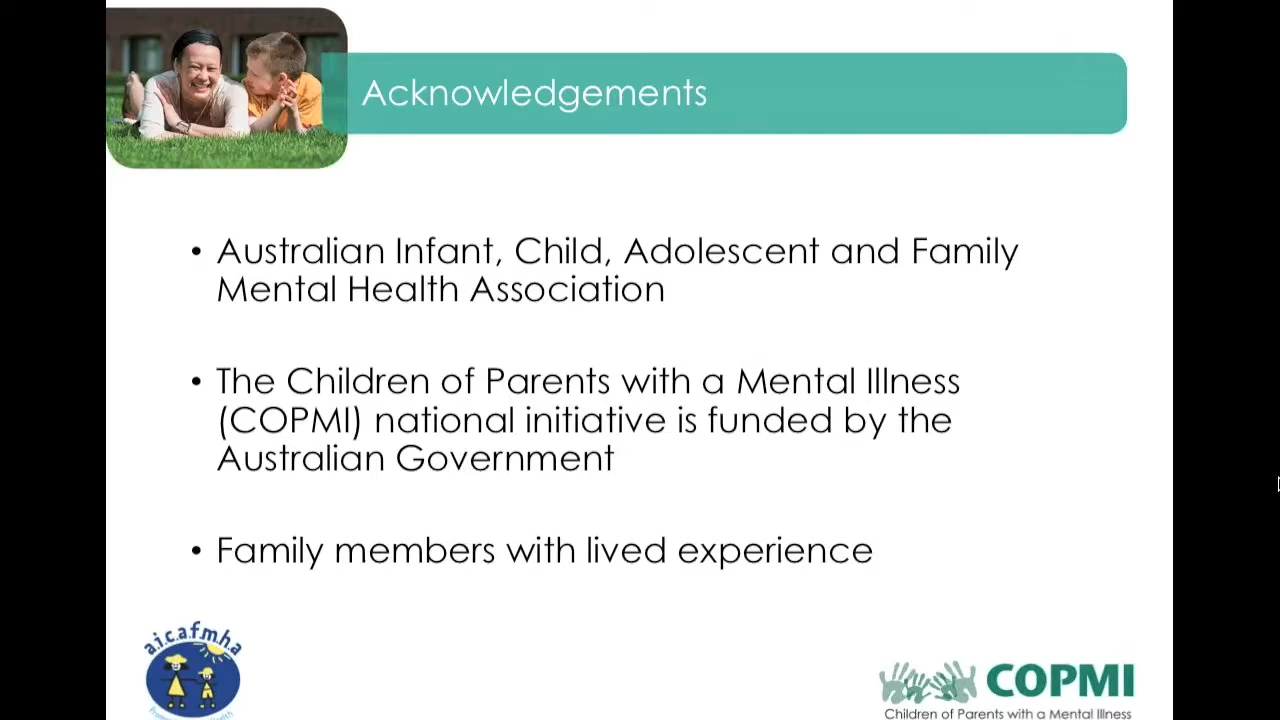 Acknowledgements
• Australian Infant, Child, Adolescent and Family
Mental Health Association
• The Children of Parents with a Mental Illness
(COPMI) national initiative is funded by the
Australian Government
• Family members with lived experience
a.i.c.a.f.m.h.a
COPMI
Children of Parents with a Mental Illness